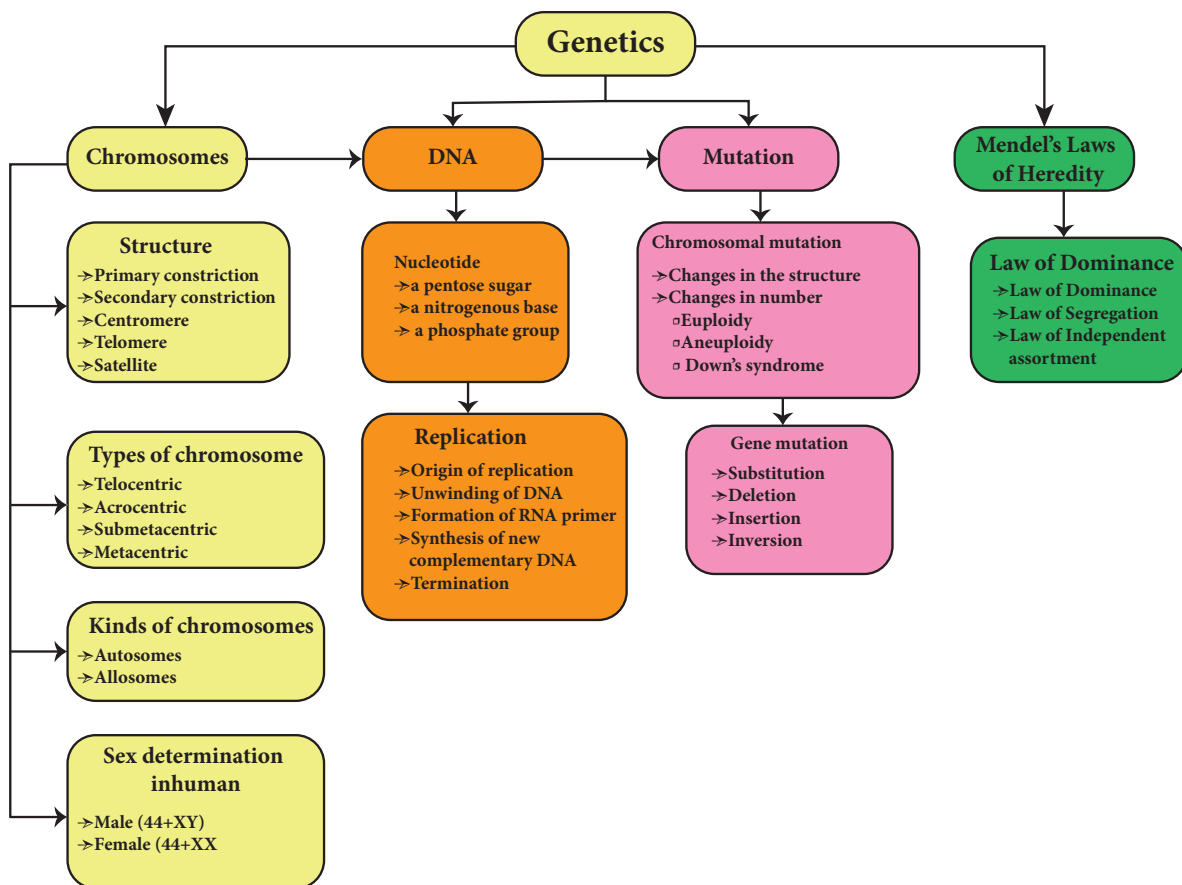 Genetics
Chromosomes
DNA
Mutation
Mendel's Laws
of Heredity
Structure
Primary constriction
Secondary constriction
Centromere
Telomere
Satellite
Types of chromosome
Telocentric
Acrocentric
Submetacentric
Metacentric
Kinds of chromosomes
Autosomes
Allosomes
Sex determination
inhuman
Male (44+XY)
Female (44+XX
Nucleotide
a pentose sugar
a nitrogenous base
a phosphate group
Replication
Origin of replication
Unwinding of DNA
Formation of RNA primer
Synthesis of new
complementary DNA
Termination
Chromosomal mutation
Changes in the structure
Changes in number
Euploidy
Aneuploidy
Down's syndrome
Gene mutation
Substitution
Deletion
Insertion
Inversion
Law of Dominance
Law of Dominance
Law of Segregation
Law of Independent
assortment